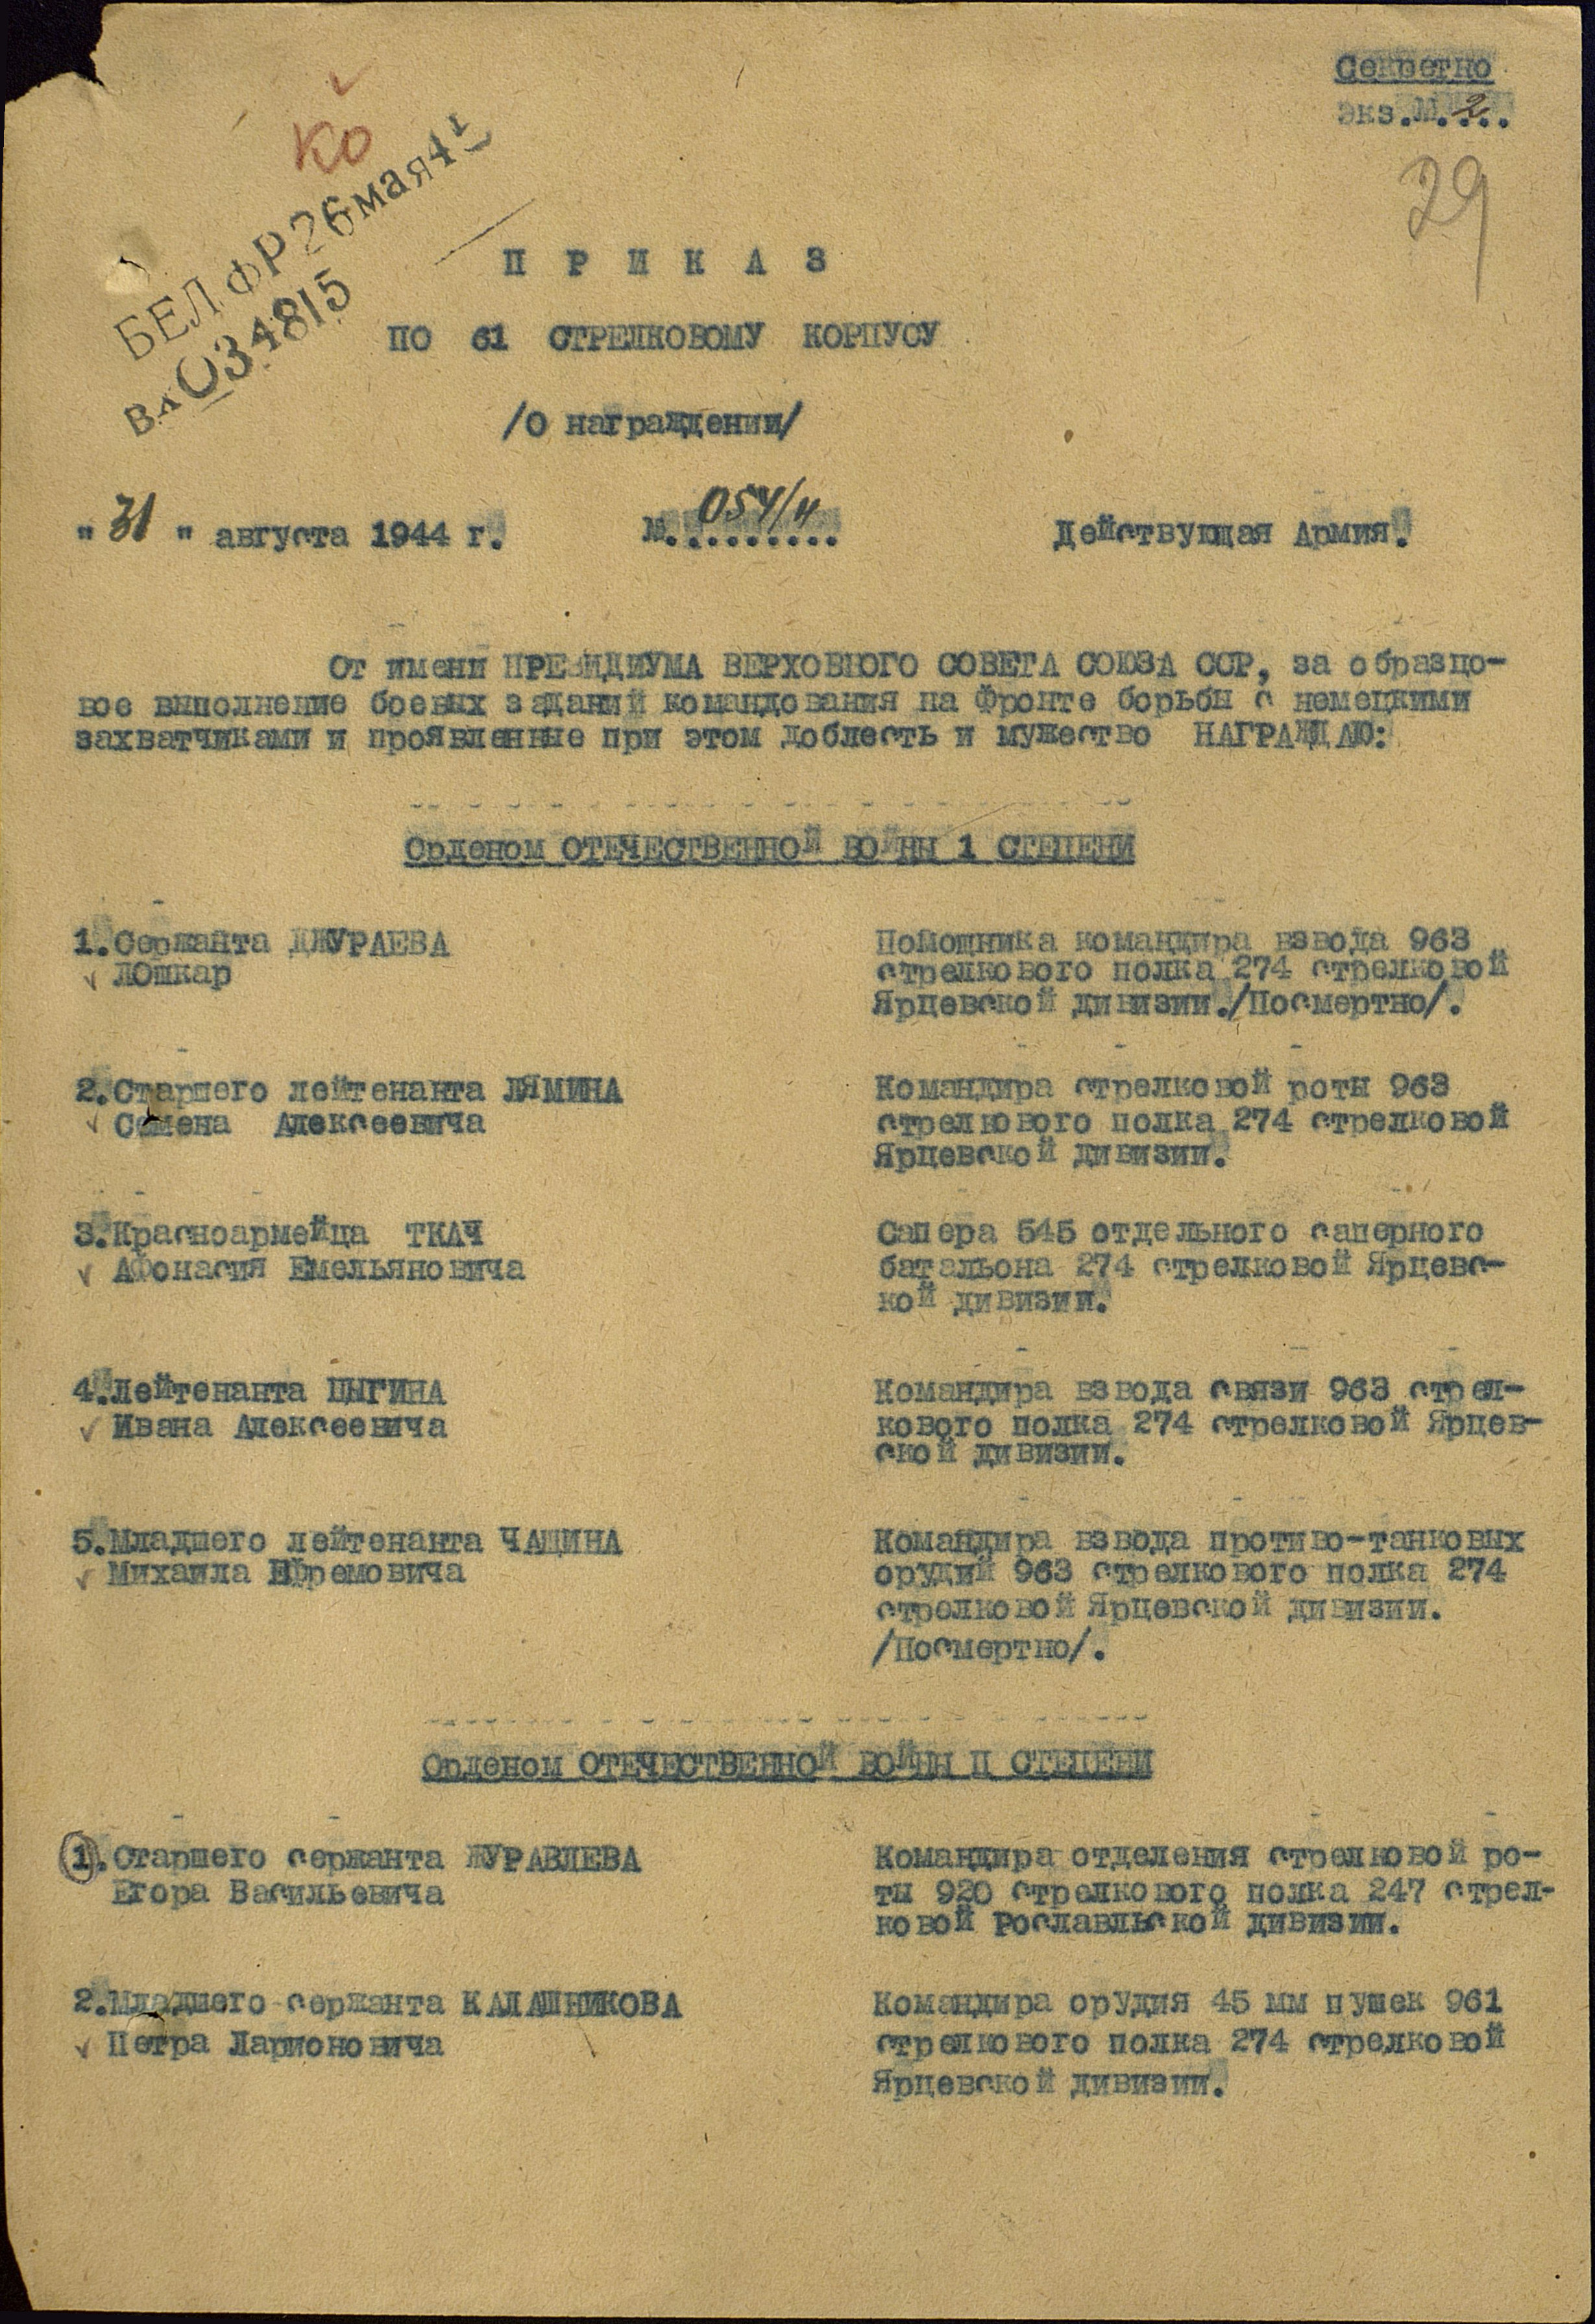 Секретно
Экз.№.2...
29
Ко
БЕЛ ФР 26 мая 45
Вх 034815
П Р И К А З
ПО 61 СТРЕЛКОВОМУ КОРПУСУ
/О награждении/
" 31 " августа 1944 г. №.054/н........ Действующая Армия.
От имени ПРЕЗИДИУМА ВЕРХОВНОГО СОВЕТА СОЮЗА ССР, за образцо-
вое выполнение боевых заданий командования на фронте борьбы с немецкими
захватчиками и проявленные при этом доблесть и мужество НАГРАЖДАЮ:
Орденом ОТЕЧЕСТВЕННОЙ ВОЙНЫ 1 СТЕПЕНИ
1.Сержанта ДЖУРАЕВА
Лошкар
Помощника командира взвода 963
стрелкового полка 274 стрелковой
Ярцевской дивизии./Посмертно/.
2.Старшего лейтенанта ЛЯМИНА
Семена Алексеевича
Командира стрелковой роты 963
стрелкового полка 274 стрелковой
Ярцевской дивизии.
3.Красноармейца ТКАЧ
Афонасия Емельяновича
Сапера 545 отдельного саперного
батальона 274 стрелковой Ярцевс-
кой дивизии.
4.Лейтенанта ЦЫГИНА
Ивана Алексеевича
Командира взвода связи 963 стрел-
кового полка 274 стрелковой Ярцев-
ской дивизии.
5.Младшего лейтенанта ЧАЩИНА
Михаила Ефремовича
Командира взвода противо-танковых
орудий 963 стрелкового полка 274
стрелковой Ярцевской дивизии.
/Посмертно/.
Орденом ОТЕЧЕСТВЕННОЙ ВОЙНЫ П СТЕПЕНИ
1.Старшего сержанта ЖУРАВЛЕВА
Егора Васильевича
Командира отделения стрелковой ро-
ты 920 стрелкового полка 247 стрел-
ковой Рославльской дивизии.
2.Младшего сержанта КАЛАШНИКОВА
Петра Ларионовича
Командира орудия 45 мм пушек 961
стрелкового полка 274 стрелковой
Ярцевской дивизии.